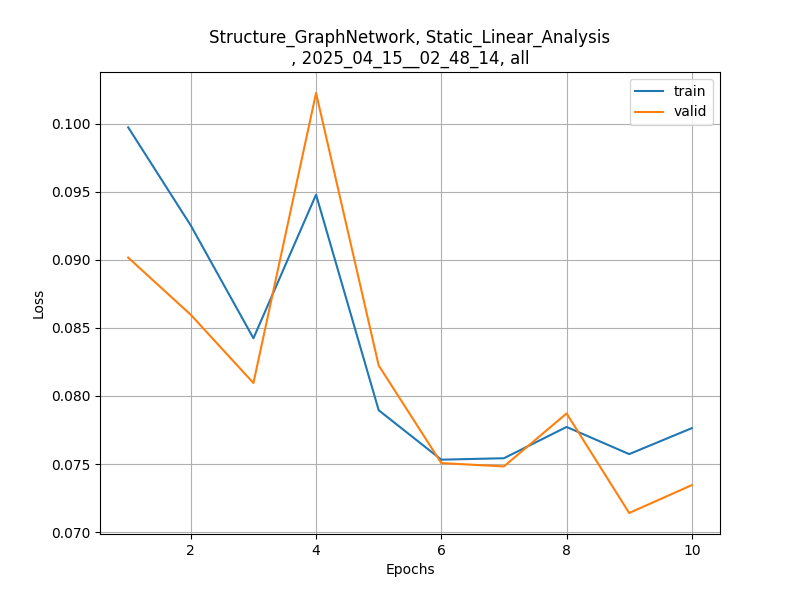 Structure_GraphNetwork, Static_Linear_Analysis
, 2025_04_15__02_48_14, all
train
valid
0.100
0.095
0.090
0.085
0.080
0.075
0.070
Loss
2
4
6
8
10
Epochs